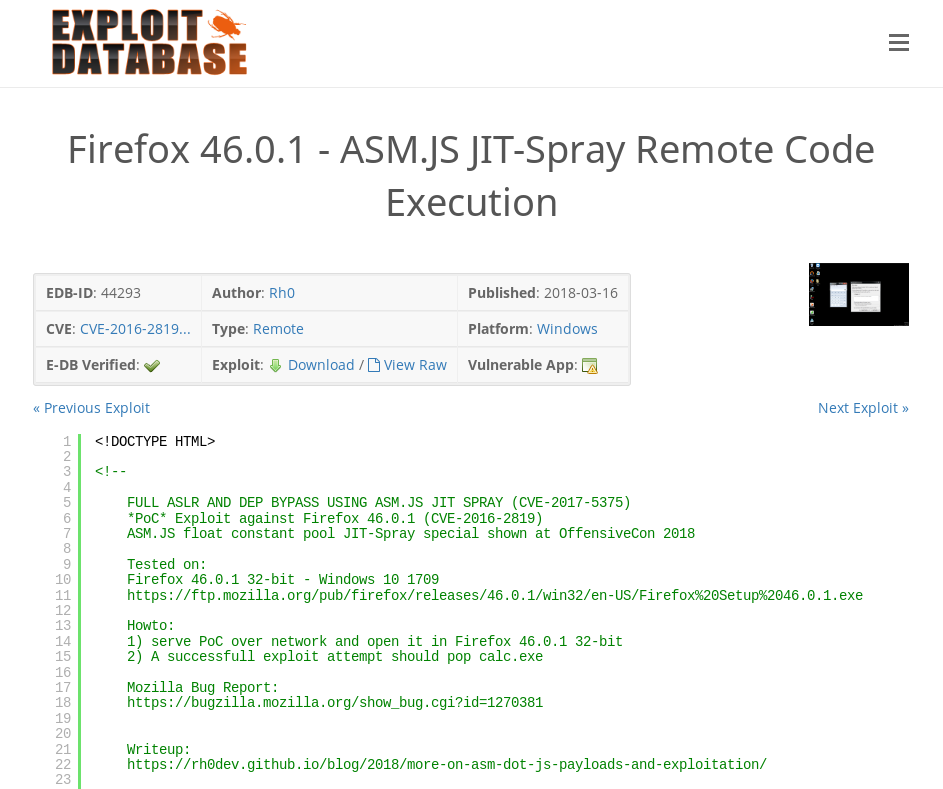 EXPLOIT
DATABASE
Firefox 46.0.1 - ASM.JS JIT-Spray Remote Code
Execution
EDB-ID: 44293 Author: Rh0 Published: 2018-03-16
CVE: CVE-2016-2819... Type: Remote Platform: Windows
E-DB Verified: Exploit: Download / View Raw Vulnerable App:
« Previous Exploit Next Exploit »
1 <!DOCTYPE HTML>
2
3 <!--
4
5 FULL ASLR AND DEP BYPASS USING ASM.JS JIT SPRAY (CVE-2017-5375)
6 *PoC* Exploit against Firefox 46.0.1 (CVE-2016-2819)
7 ASM.JS float constant pool JIT-Spray special shown at OffensiveCon 2018
8
9 Tested on:
10 Firefox 46.0.1 32-bit - Windows 10 1709
11 https://ftp.mozilla.org/pub/firefox/releases/46.0.1/win32/en-US/Firefox%20Setup%2046.0.1.exe
12
13 Howto:
14 1) serve PoC over network and open it in Firefox 46.0.1 32-bit
15 2) A successfull exploit attempt should pop calc.exe
16
17 Mozilla Bug Report:
18 https://bugzilla.mozilla.org/show_bug.cgi?id=1270381
19
20
21 Writeup:
22 https://rh0dev.github.io/blog/2018/more-on-asm-dot-js-payloads-and-exploitation/
23